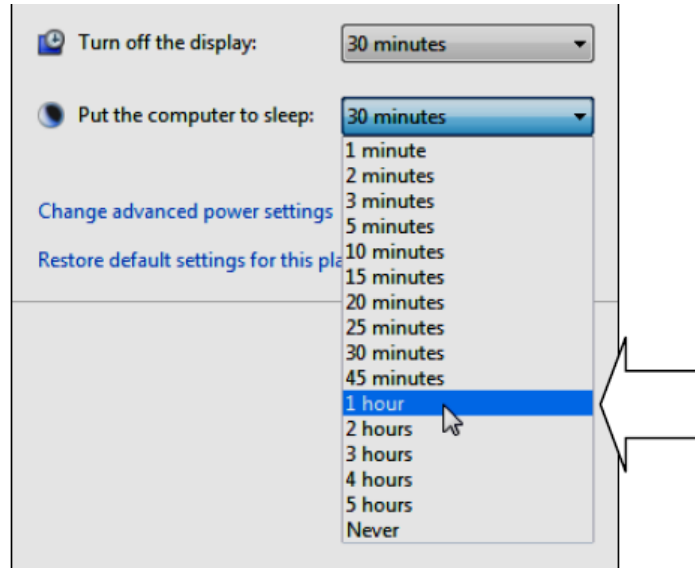 Turn off the display: 30 minutes
Put the computer to sleep: 30 minutes
1 minute
2 minutes
3 minutes
5 minutes
10 minutes
15 minutes
20 minutes
25 minutes
30 minutes
45 minutes
1 hour
2 hours
3 hours
4 hours
5 hours
Never
Change advanced power settings
Restore default settings for this pla